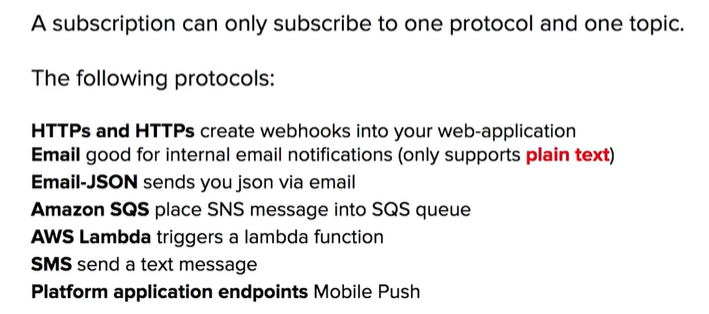 A subscription can only subscribe to one protocol and one topic.
The following protocols:
HTTPs and HTTPs create webhooks into your web-application
Email good for internal email notifications (only supports plain text)
Email-JSON sends you json via email
Amazon SQS place SNS message into SQS queue
AWS Lambda triggers a lambda function
SMS send a text message
Platform application endpoints Mobile Push